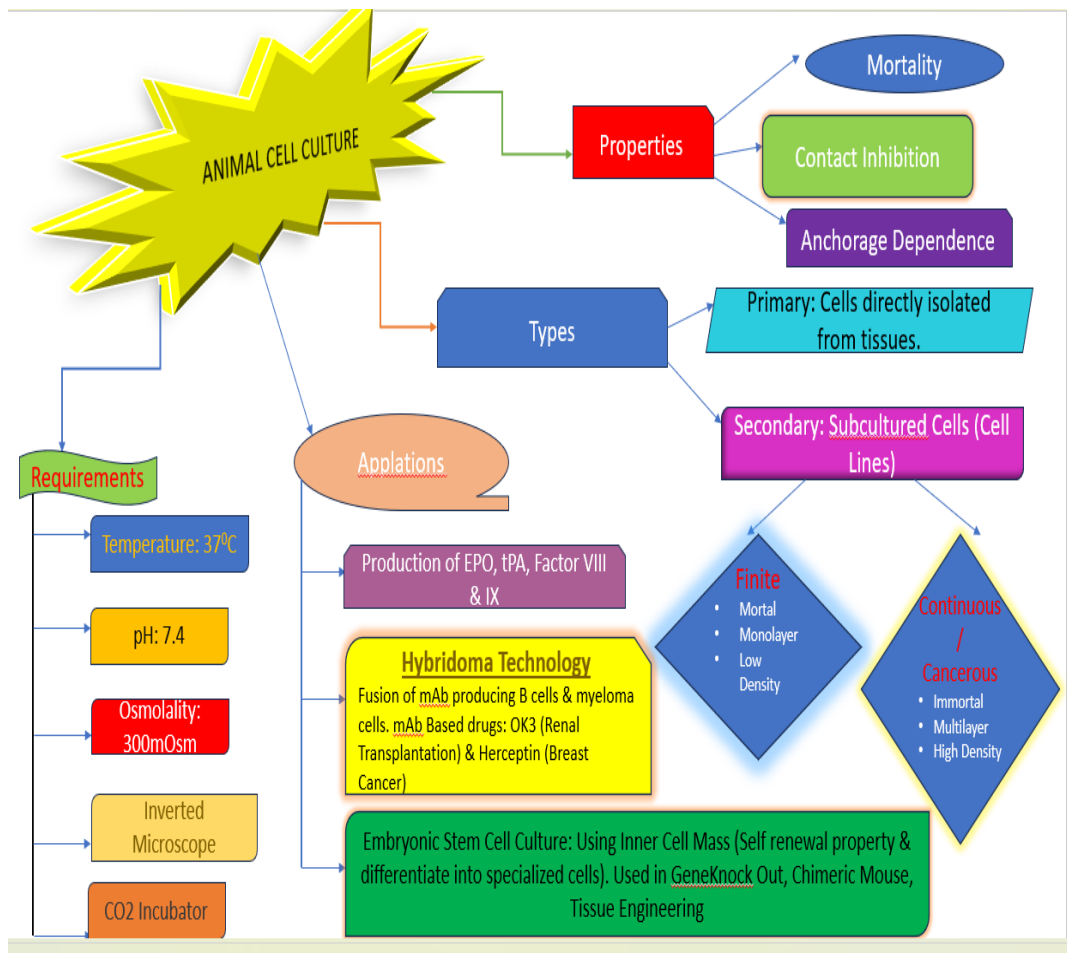 ANIMAL CELL CULTURE
Properties
Mortality
Contact Inhibition
Anchorage Dependence
Types
Primary: Cells directly isolated
from tissues.
Secondary: Subcultured Cells (Cell
Lines)
Finite
• Mortal
• Monolayer
• Low
Density
Continuous
/
Cancerous
• Immortal
• Multilayer
• High Density
Requirements
Temperature: 37⁰C
pH: 7.4
Osmolality:
300mOsm
Inverted
Microscope
CO2 Incubator
Applations
Production of EPO, tPA, Factor VIII
& IX
Hybridoma Technology
Fusion of mAb producing B cells & myeloma
cells. mAb Based drugs: OK3 (Renal
Transplantation) & Herceptin (Breast
Cancer)
Embryonic Stem Cell Culture: Using Inner Cell Mass (Self renewal property &
differentiate into specialized cells). Used in GeneKnock Out, Chimeric Mouse,
Tissue Engineering